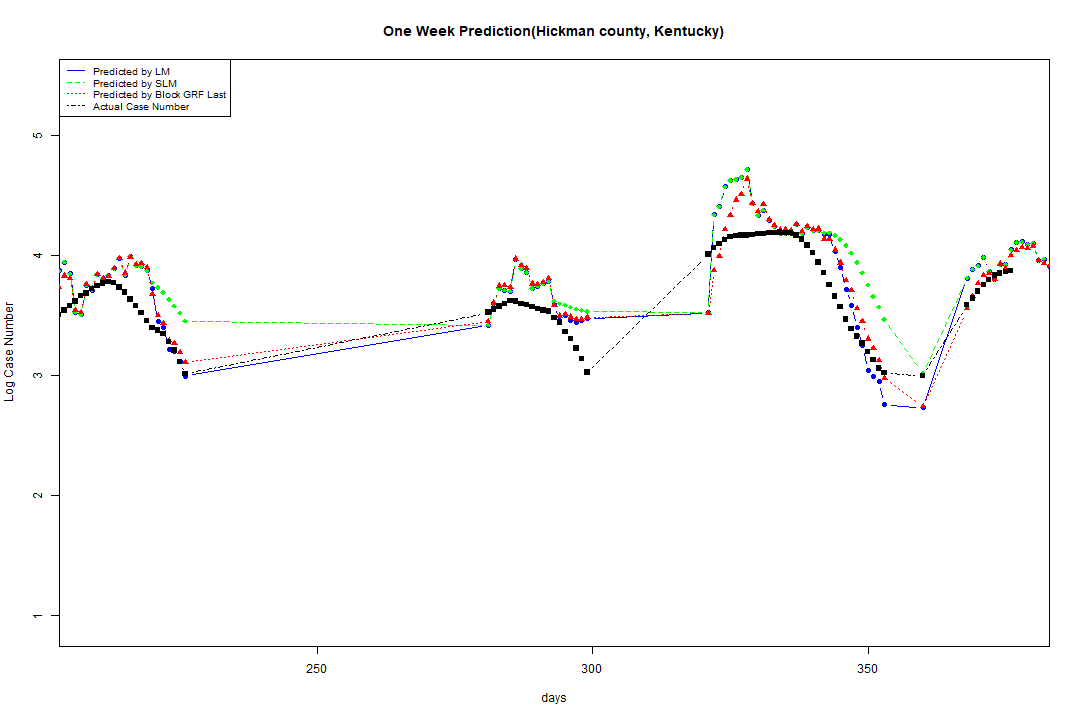 One Week Prediction(Hickman county, Kentucky)
Predicted by LM
Predicted by SLM
Predicted by Block GRF Last
Actual Case Number
5
4
3
2
1
Log Case Number
250
300
350
days